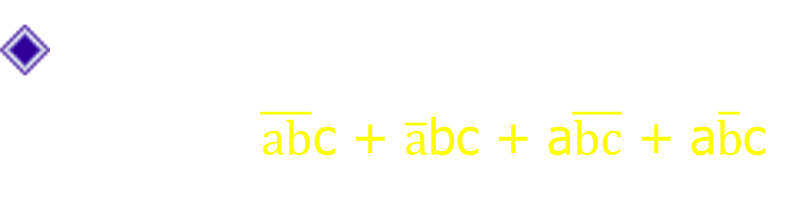 a̅b̅c + a̅bc + ab̅c̅ + ab̅c